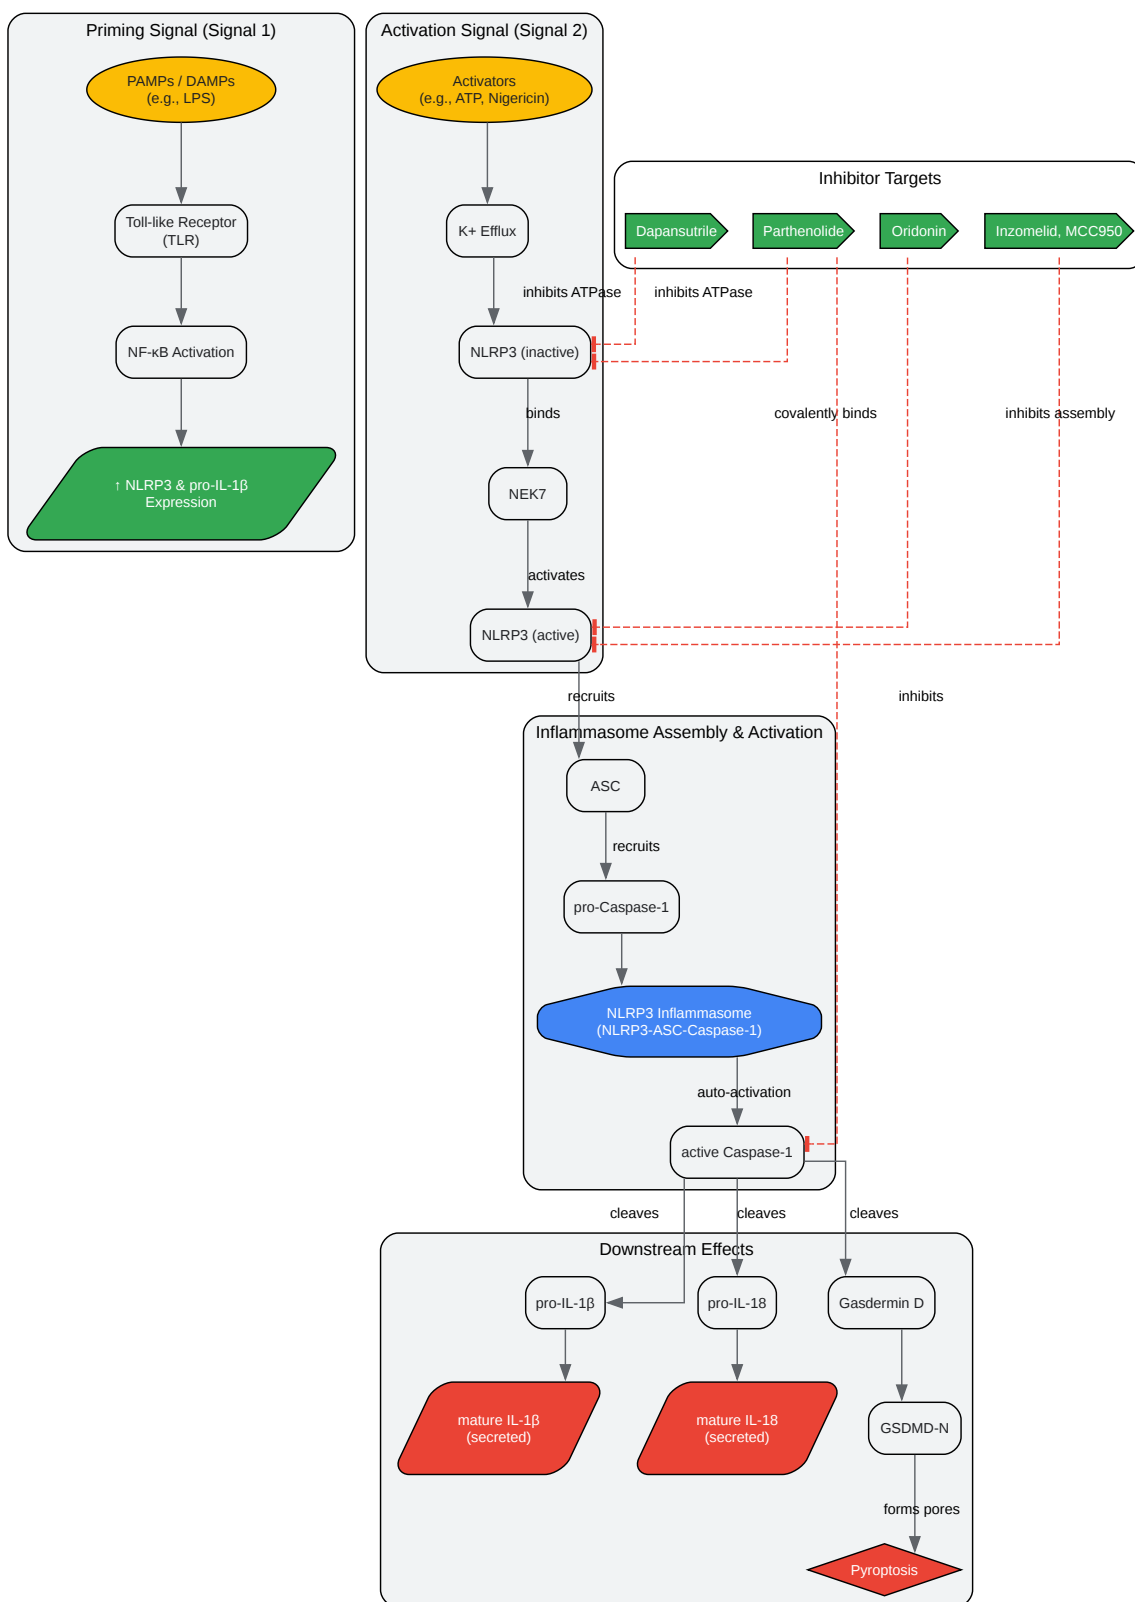 Priming Signal (Signal 1)
PAMPs / DAMPs
(e.g., LPS)
Toll-like Receptor
(TLR)
NF-κB Activation
↑ NLRP3 & pro-IL-1β
Expression
Activation Signal (Signal 2)
Activators
(e.g., ATP, Nigericin)
K+ Efflux
NLRP3 (inactive)
binds
NEK7
activates
NLRP3 (active)
recruits
Inhibitor Targets
Dapansutrile
Parthenolide
Oridonin
Inzomelid, MCC950
inhibits ATPase
inhibits ATPase
covalently binds
inhibits assembly
inhibits
Inflammasome Assembly & Activation
ASC
recruits
pro-Caspase-1
NLRP3 Inflammasome
(NLRP3-ASC-Caspase-1)
auto-activation
active Caspase-1
cleaves
cleaves
cleaves
Downstream Effects
pro-IL-1β
pro-IL-18
Gasdermin D
mature IL-1β
(secreted)
mature IL-18
(secreted)
GSDMD-N
forms pores
Pyroptosis